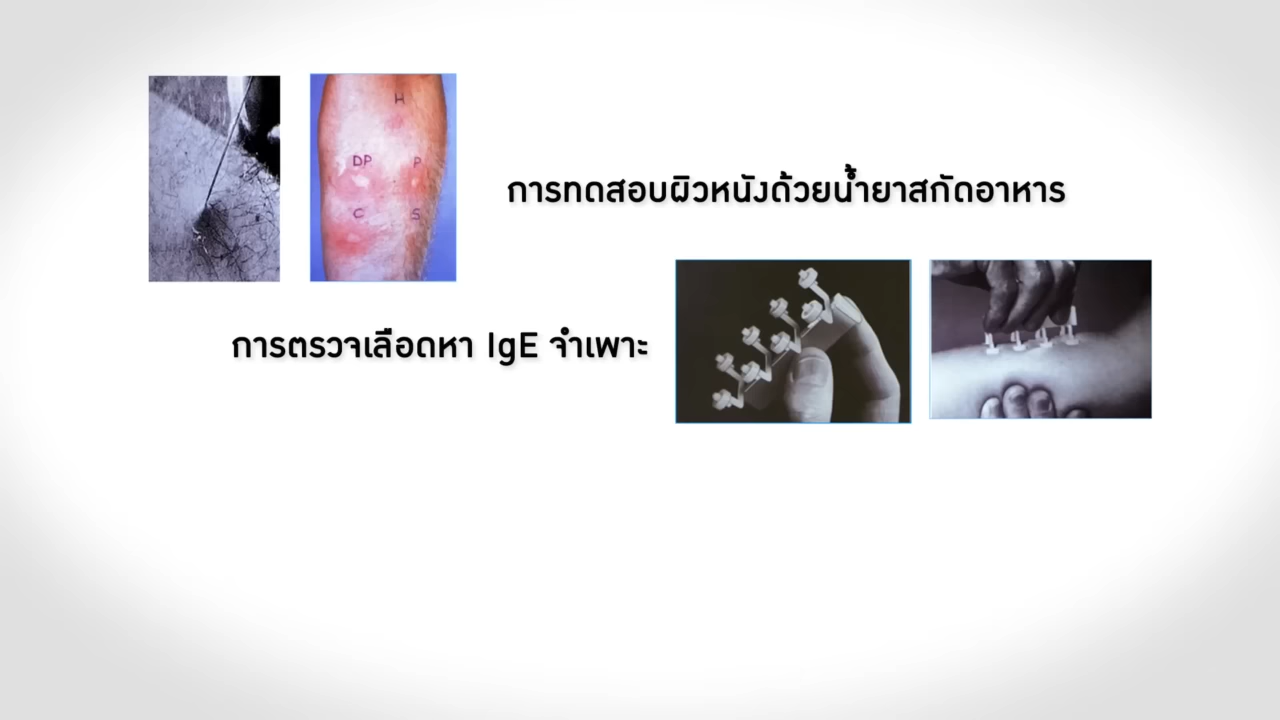 H
DP P
C S
การทดสอบผิวหนังด้วยน้ำยาสกัดอาหาร
การตรวจเลือดหา IgE จำเพาะ